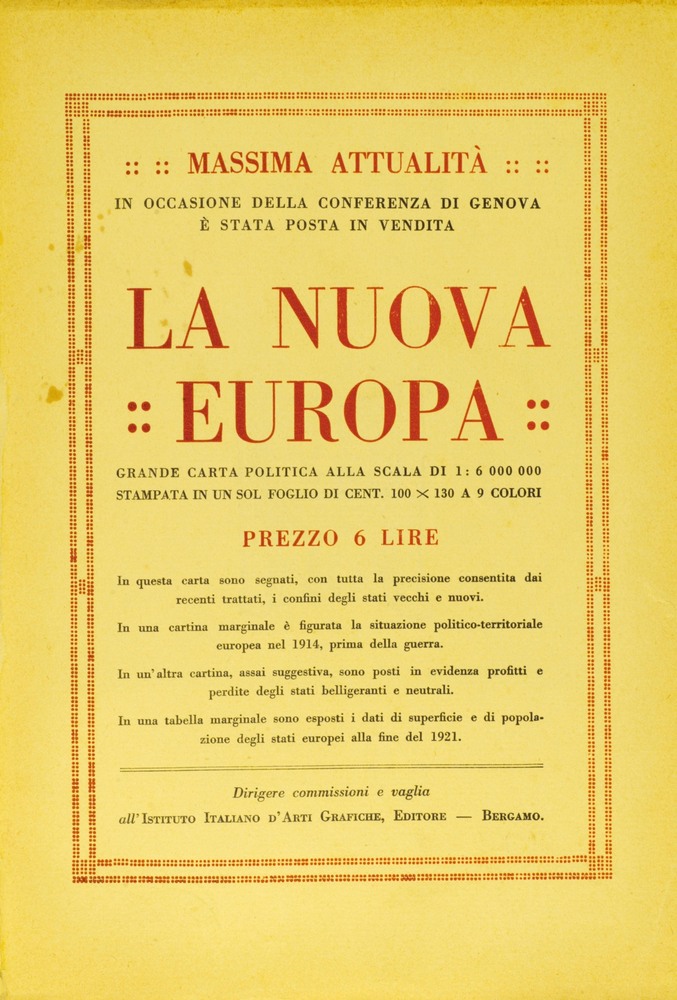 :: :: MASSIMA ATTUALITÀ :: ::
IN OCCASIONE DELLA CONFERENZA DI GENOVA
È STATA POSTA IN VENDITA
LA NUOVA
:: EUROPA ::
GRANDE CARTA POLITICA ALLA SCALA DI 1: 6 000 000
STAMPATA IN UN SOL FOGLIO DI CENT. 100 × 130 A 9 COLORI
PREZZO 6 LIRE
In questa carta sono segnati, con tutta la precisione consentita dai
recenti trattati, i confini degli stati vecchi e nuovi.
In una cartina marginale è figurata la situazione politico-territoriale
europea nel 1914, prima della guerra.
In un'altra cartina, assai suggestiva, sono posti in evidenza profitti e
perdite degli stati belligeranti e neutrali.
In una tabella marginale sono esposti i dati di superficie e di popola-
zione degli stati europei alla fine del 1921.
Dirigere commissioni e vaglia
all'ISTITUTO ITALIANO D'ARTI GRAFICHE, EDITORE — BERGAMO.